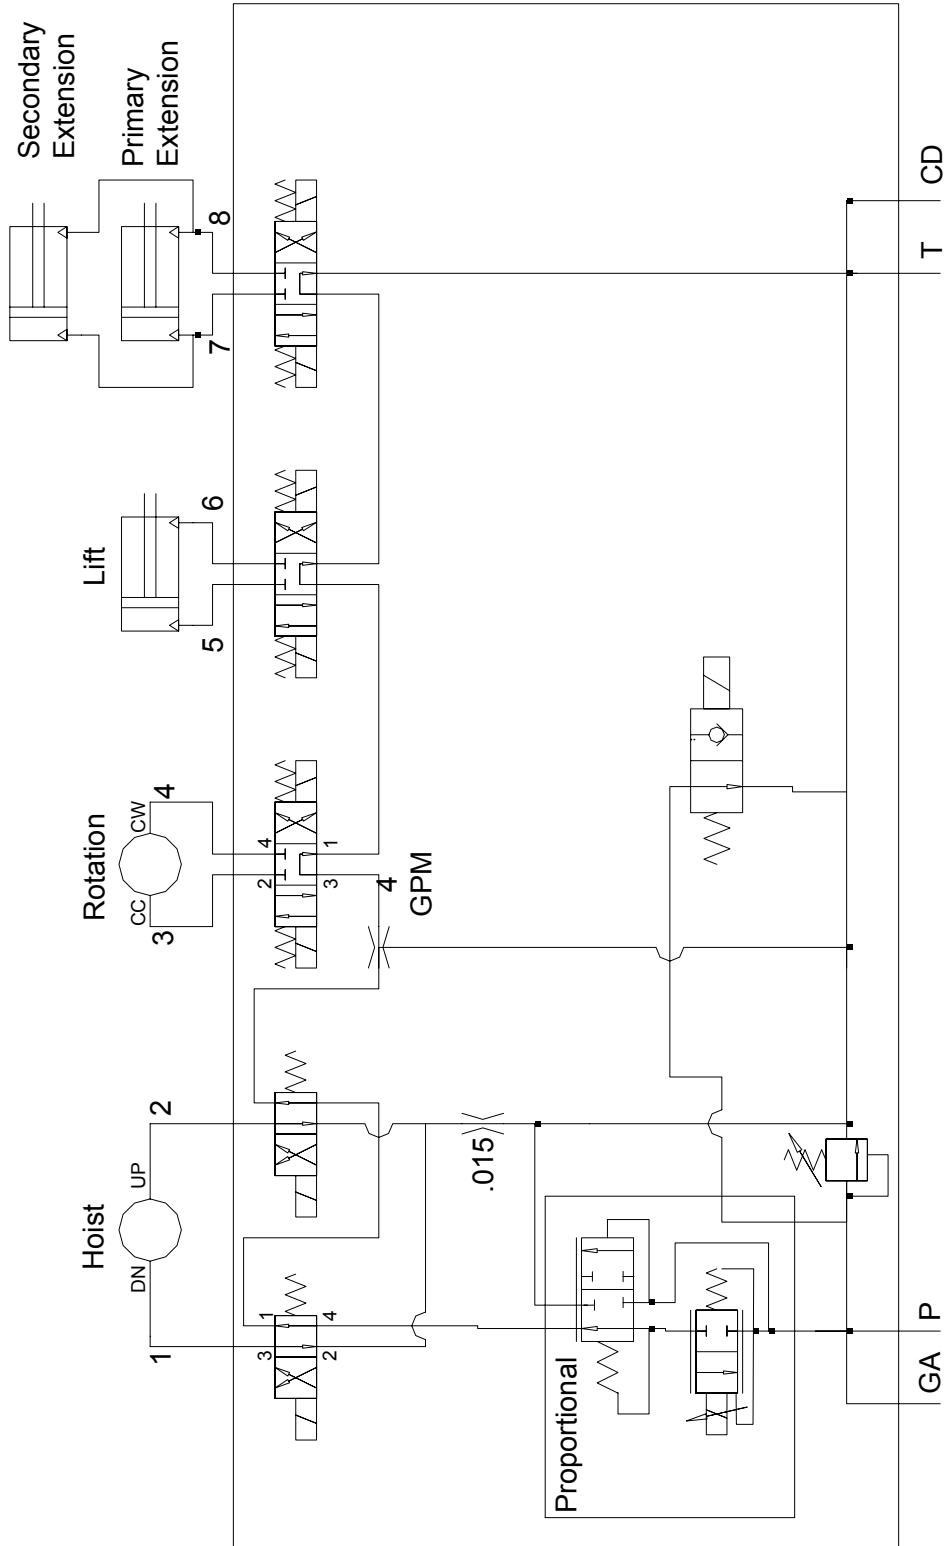 Hoist
DN
UP
1
2
Rotation
CC
CW
3
4
Lift
5
6
Secondary
Extension
Primary
Extension
7
8
3
1
2
4
2
4
3
1
4
GPM
.015
Proportional
GA
P
T
CD